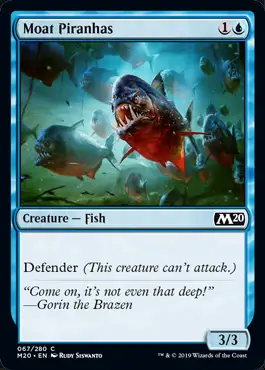 Moat Piranhas 1
Creature — Fish M20
Defender (This creature can't attack.)
“Come on, it's not even that deep!”
—Gorin the Brazen
3/3
067/280 C
M20 • EN Rudy Siswanto ™ & © 2019 Wizards of the Coast